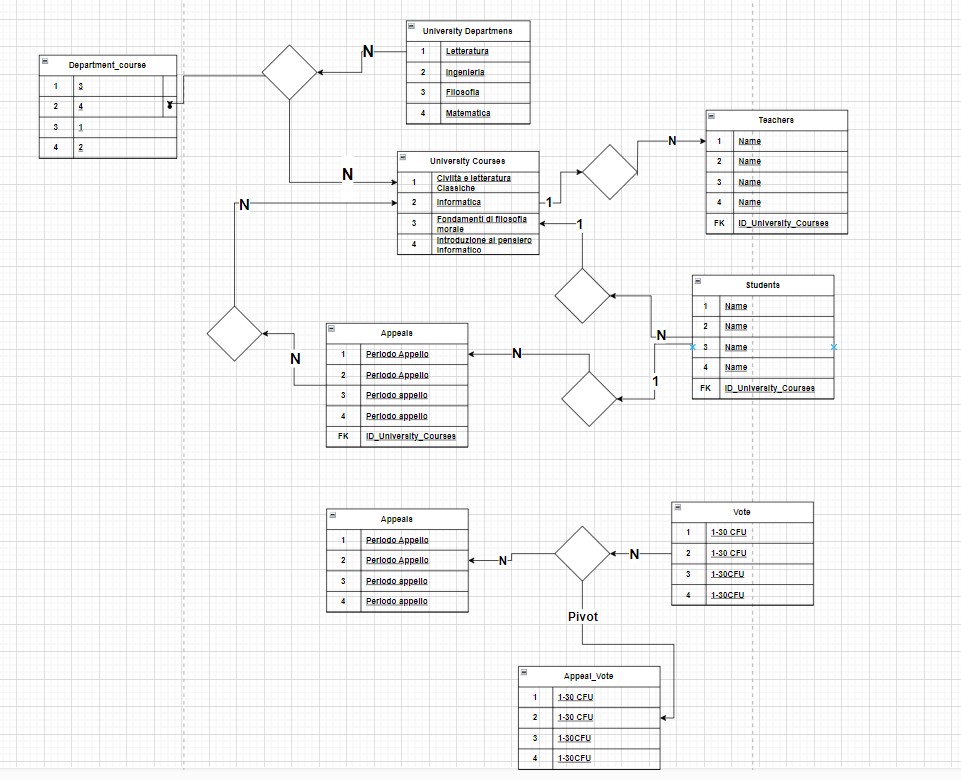 Department_course
1 3
2 4
3 1
4 2
N
University Departmens
1 Letteratura
2 Ingenieria
3 Filosofia
4 Matematica
N
University Courses
1 Civiltà e letteratura
Classiche
2 Informatica
3 Fondamenti di filosofia
morale
4 Introduzione al pensiero
Informatico
1
N
Teachers
1 Name
2 Name
3 Name
4 Name
FK ID_University_Courses
N
1
Students
1 Name
2 Name
3 Name
4 Name
FK ID_University_Courses
N
1
N
N
Appeals
1 Periodo Appello
2 Periodo Appello
3 Periodo appello
4 Periodo appello
FK ID_University_Courses
Appeals
1 Periodo Appello
2 Periodo Appello
3 Periodo appello
4 Periodo appello
N
N
Vote
1 1-30 CFU
2 1-30 CFU
3 1-30CFU
4 1-30CFU
Pivot
Appeal_Vote
1 1-30 CFU
2 1-30 CFU
3 1-30CFU
4 1-30CFU